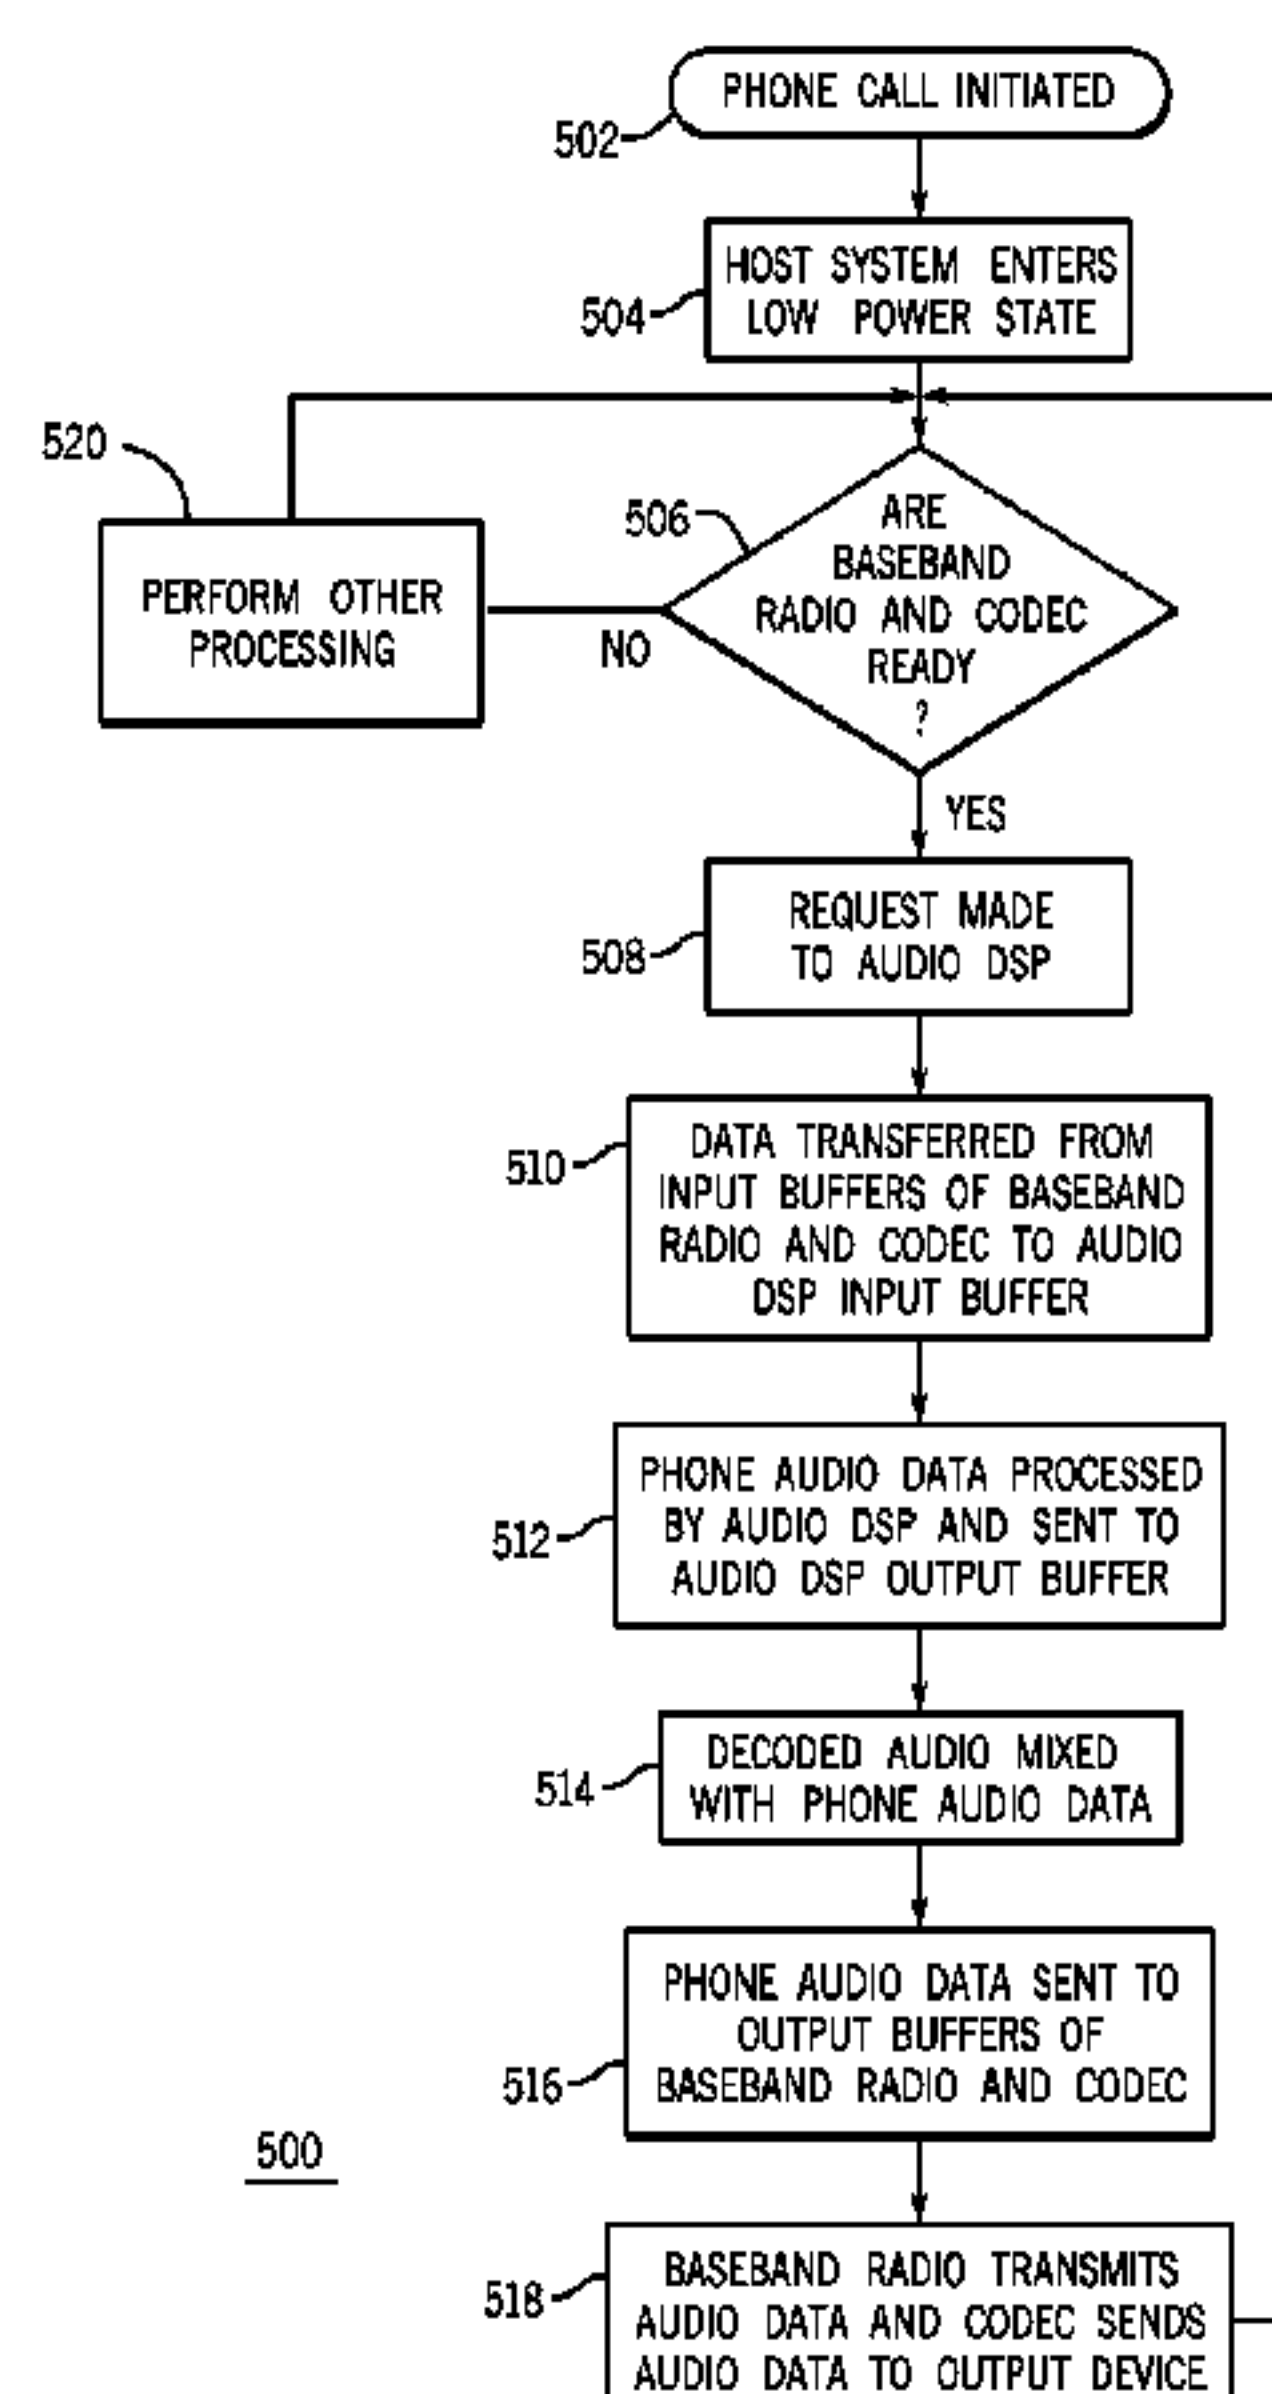 PHONE CALL INITIATED
502
HOST SYSTEM ENTERS
LOW POWER STATE
504
520
PERFORM OTHER
PROCESSING
506
ARE
BASEBAND
RADIO AND CODEC
READY
?
NO
YES
REQUEST MADE
TO AUDIO DSP
508
DATA TRANSFERRED FROM
INPUT BUFFERS OF BASEBAND
RADIO AND CODEC TO AUDIO
DSP INPUT BUFFER
510
PHONE AUDIO DATA PROCESSED
BY AUDIO DSP AND SENT TO
AUDIO DSP OUTPUT BUFFER
512
DECODED AUDIO MIXED
WITH PHONE AUDIO DATA
514
PHONE AUDIO DATA SENT TO
OUTPUT BUFFERS OF
BASEBAND RADIO AND CODEC
516
500
BASEBAND RADIO TRANSMITS
AUDIO DATA AND CODEC SENDS
AUDIO DATA TO OUTPUT DEVICE
518